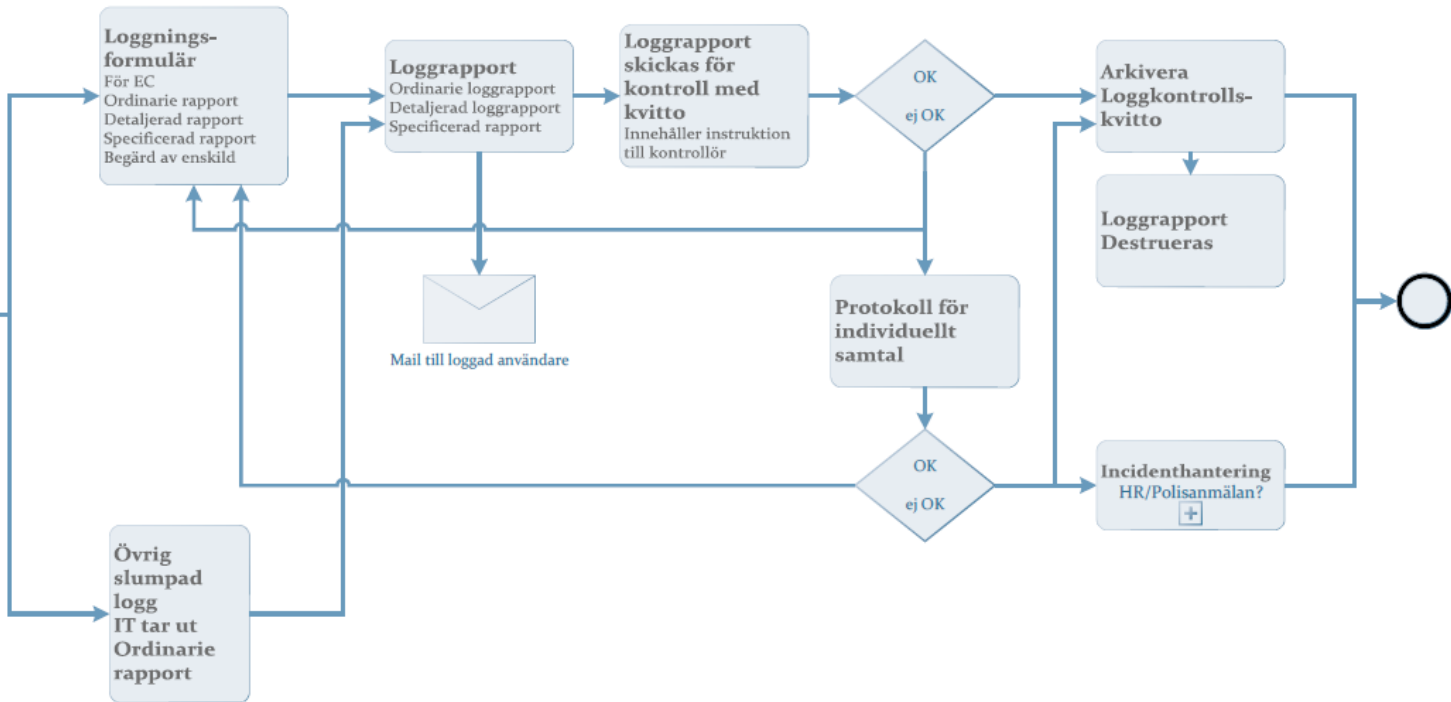 Loggnings-
formulär
För EC
Ordinarie rapport
Detaljerad rapport
Specificerad rapport
Begärd av enskild
Loggrapport
Ordinarie loggrapport
Detaljerad loggrapport
Specificerad rapport
Loggrapport
skickas för
kontroll med
kvitto
Innehåller instruktion
till kontrollör
OK
ej OK
Arkivera
Loggkontrolls-
kvitto
Loggrapport
Destrueras
Mail till loggad användare
Protokoll för
individuellt
samtal
OK
ej OK
Incidenthantering
HR/Polisanmälan?
Övrig
slumpad
logg
IT tar ut
Ordinarie
rapport